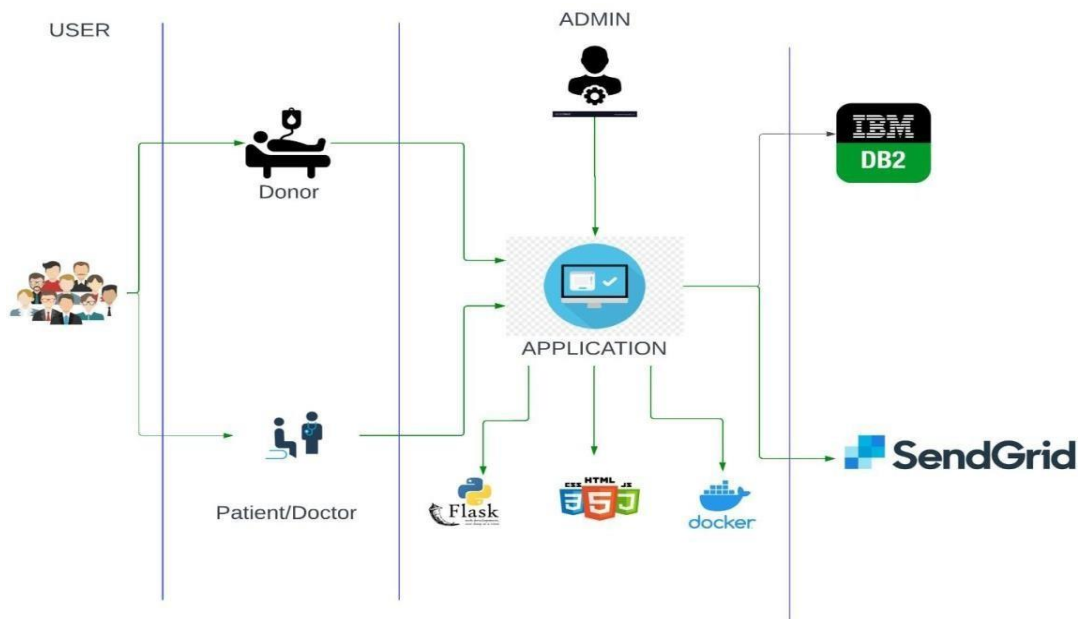 USER
ADMIN
IBM
DB2
Donor
APPLICATION
Patient/Doctor
Flask
CSS HTML JS
docker
SendGrid